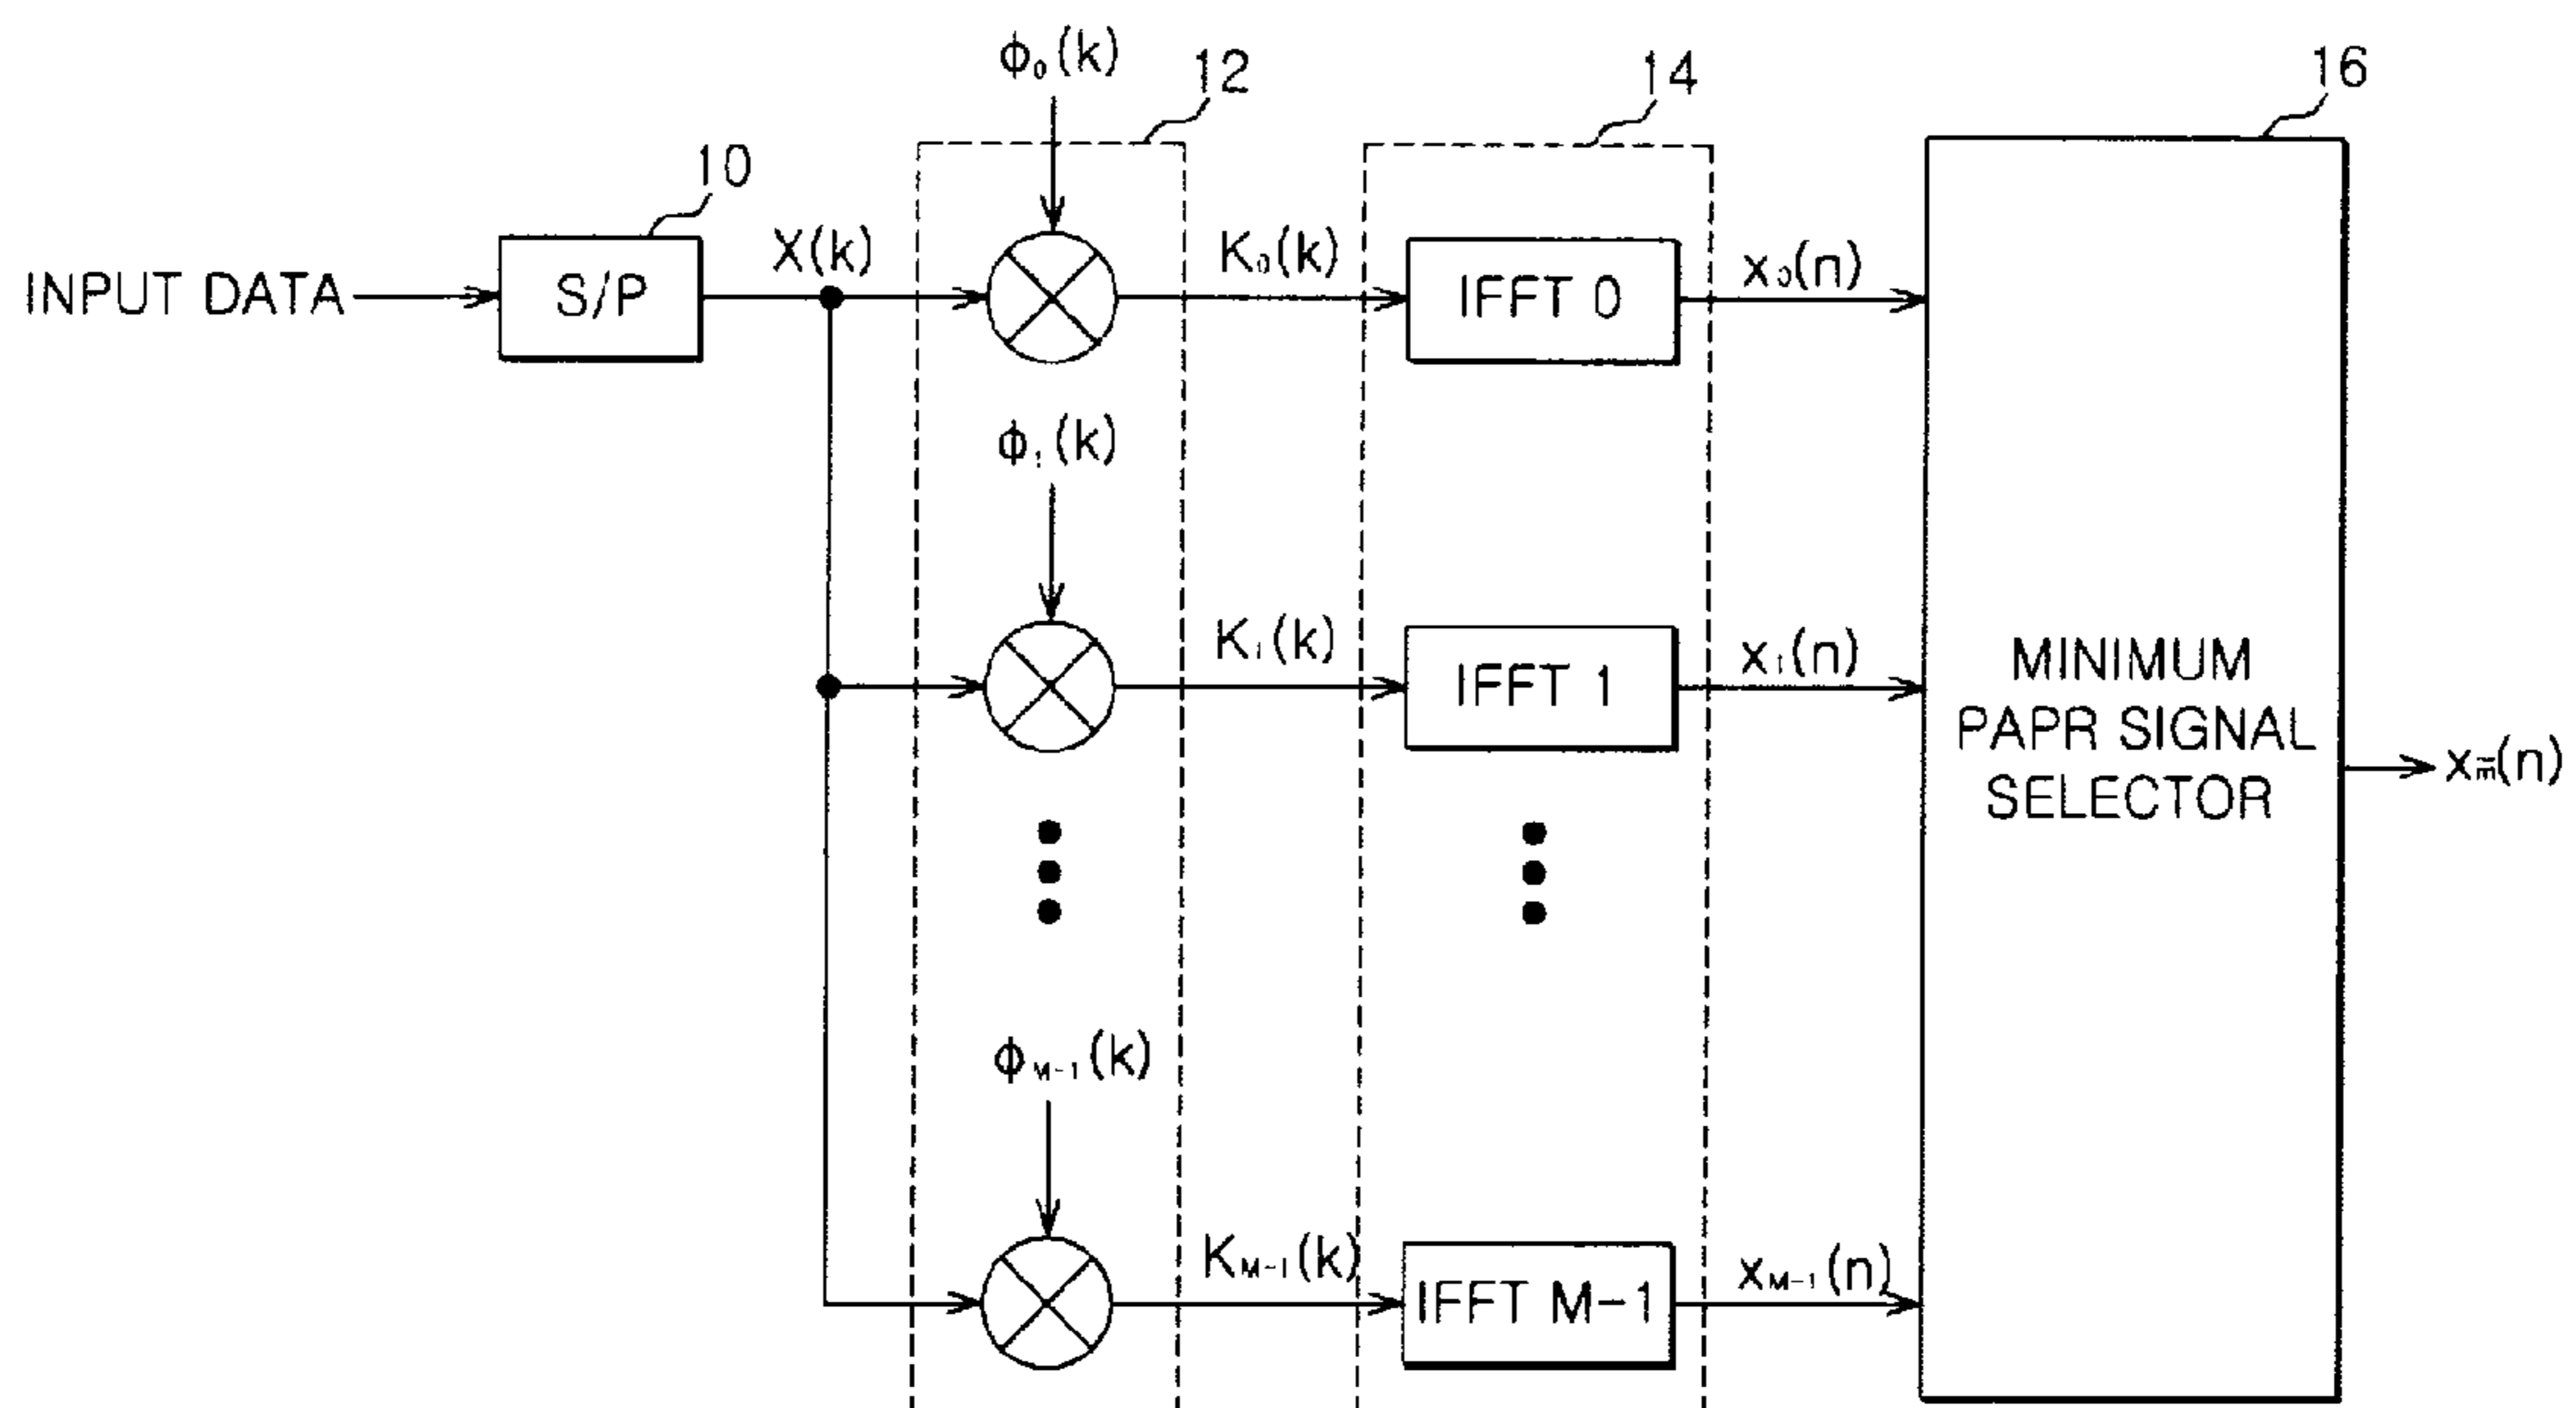 ϕ₀(k)
12
14
16
10
INPUT DATA
S/P
X(k)
K₀(k)
IFFT 0
x₀(n)
ϕ₁(k)
K₁(k)
IFFT 1
x₁(n)
MINIMUM
PAPR SIGNAL
SELECTOR
x_m̄(n)
ϕ_M-1(k)
K_M-1(k)
IFFT M-1
x_M-1(n)